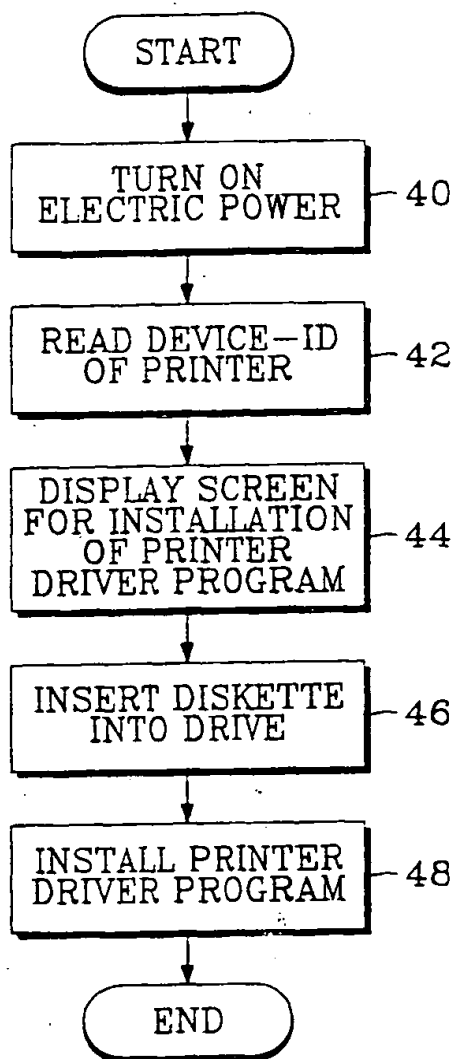 START
TURN ON
ELECTRIC POWER
40
READ DEVICE-ID
OF PRINTER
42
DISPLAY SCREEN
FOR INSTALLATION
OF PRINTER
DRIVER PROGRAM
44
INSERT DISKETTE
INTO DRIVE
46
INSTALL PRINTER
DRIVER PROGRAM
48
END